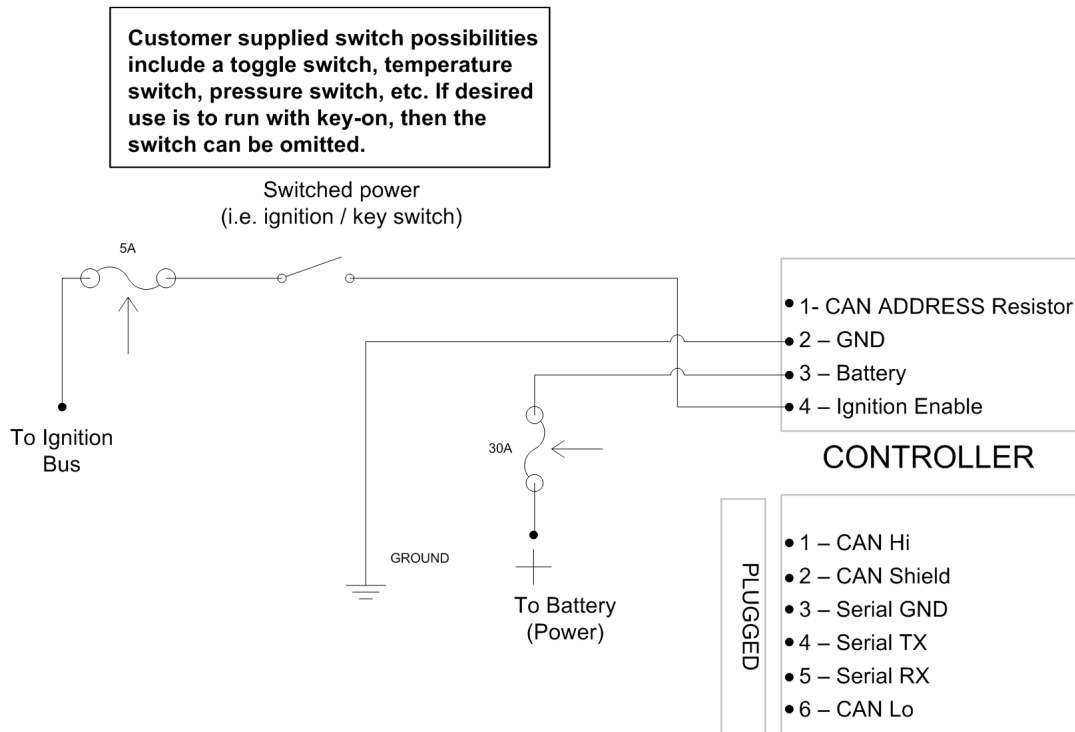 Customer supplied switch possibilities
include a toggle switch, temperature
switch, pressure switch, etc. If desired
use is to run with key-on, then the
switch can be omitted.
Switched power
(i.e. ignition / key switch)
5A
To Ignition
Bus
1- CAN ADDRESS Resistor
2 – GND
3 – Battery
4 – Ignition Enable
CONTROLLER
30A
GROUND
To Battery
(Power)
PLUGGED
1 – CAN Hi
2 – CAN Shield
3 – Serial GND
4 – Serial TX
5 – Serial RX
6 – CAN Lo